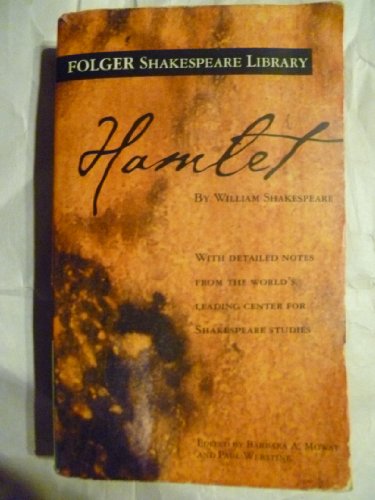 FOLGER SHAKESPEARE LIBRARY
Hamlet
BY WILLIAM SHAKESPEARE
WITH DETAILED NOTES
FROM THE WORLD'S
LEADING CENTER FOR
SHAKESPEARE STUDIES
EDITED BY BARBARA A. MOWAT
AND PAUL WERSTINE